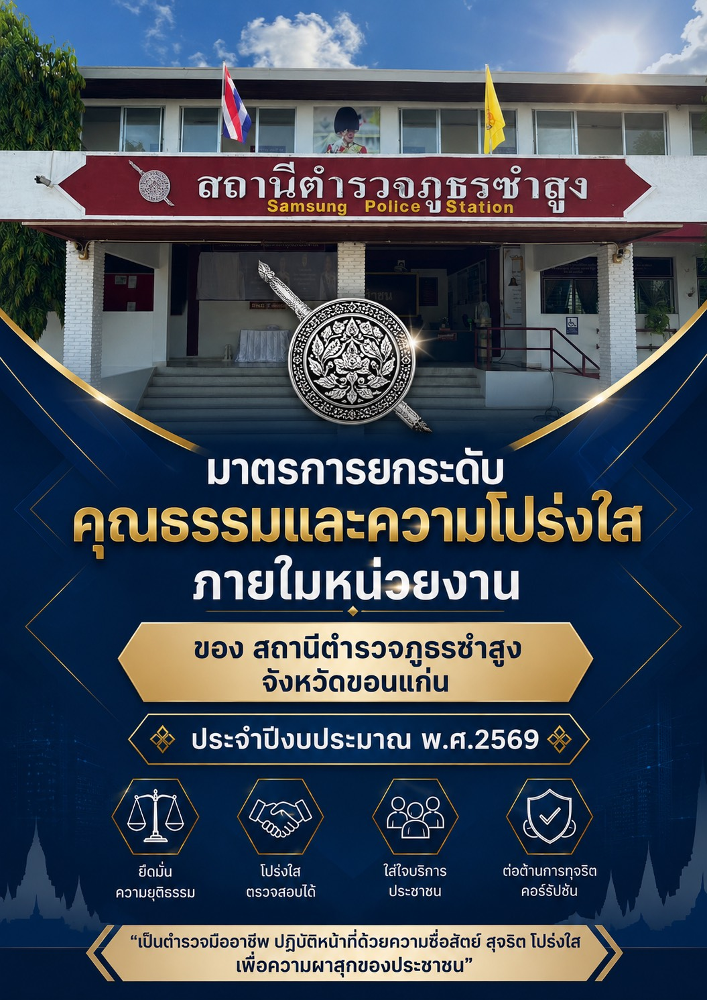 สถานีตำรวจภูธรซำสูง
Samsung Police Station
มาตรการยกระดับ
คุณธรรมและความโปร่งใส
ภายใมหน่วยงาน
ของ สถานีตำรวจภูธรซำสูง
จังหวัดขอนแก่น
ประจำปีงบประมาณ พ.ศ.2569
ยึดมั่น
ความยุติธรรม
โปร่งใส
ตรวจสอบได้
ใส่ใจบริการ
ประชาชน
ต่อต้านการทุจริต
คอร์รัปชัน
“เป็นตำรวจมืออาชีพ ปฏิบัติหน้าที่ด้วยความซื่อสัตย์ สุจริต โปร่งใส
เพื่อความผาสุกของประชาชน”